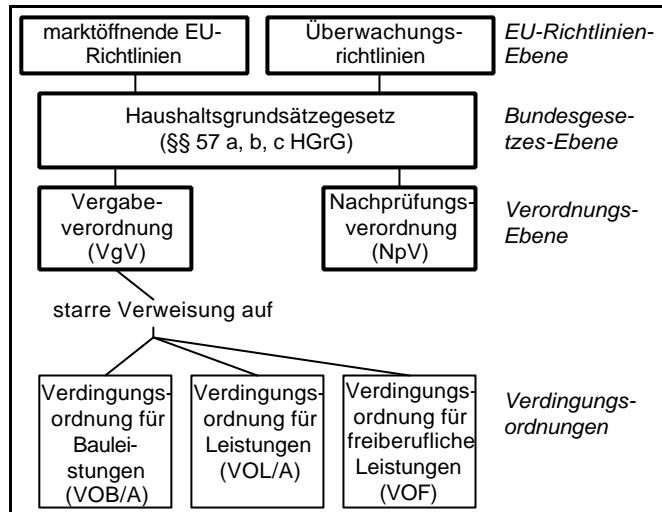 marktöffnende EU-
Richtlinien
Überwachungs-
richtlinien
EU-Richtlinien-
Ebene
Haushaltsgrundsätzegesetz
(§§ 57 a, b, c HGrG)
Bundesgese-
tzes-Ebene
Vergabe-
verordnung
(VgV)
Nachprüfungs-
verordnung
(NpV)
Verordnungs-
Ebene
starre Verweisung auf
Verdingungs-
ordnung für
Baulei-
stungen
(VOB/A)
Verdingungs-
ordnung für
Leistungen
(VOL/A)
Verdingungs-
ordnung für
freiberufliche
Leistungen
(VOF)
Verdingungs-
ordnungen